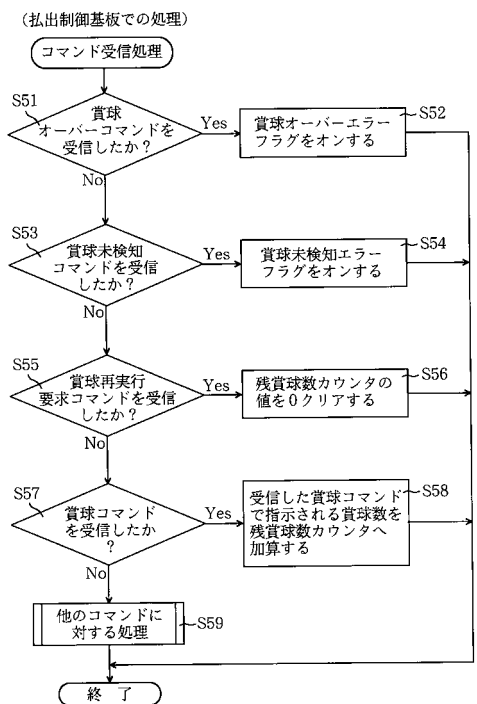 （払出制御基板での処理）
コマンド受信処理
S51
賞球
オーバーコマンドを
受信したか？
Yes
S52
賞球オーバーエラー
フラグをオンする
No
S53
賞球未検知
コマンドを受信
したか？
Yes
S54
賞球未検知エラー
フラグをオンする
No
S55
賞球再実行
要求コマンドを受信
したか？
Yes
S56
残賞球数カウンタの
値を0クリアする
No
S57
賞球コマンド
を受信したか
？
Yes
S58
受信した賞球コマンド
で指示される賞球数を
残賞球数カウンタへ
加算する
No
他のコマンドに
対する処理
S59
終 了